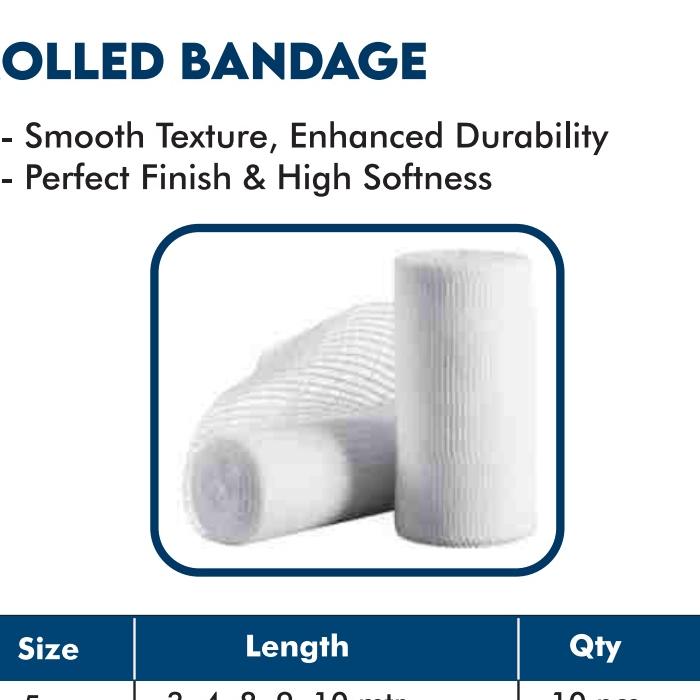 OLLED BANDAGE
- Smooth Texture, Enhanced Durability
- Perfect Finish & High Softness
Size Length Qty